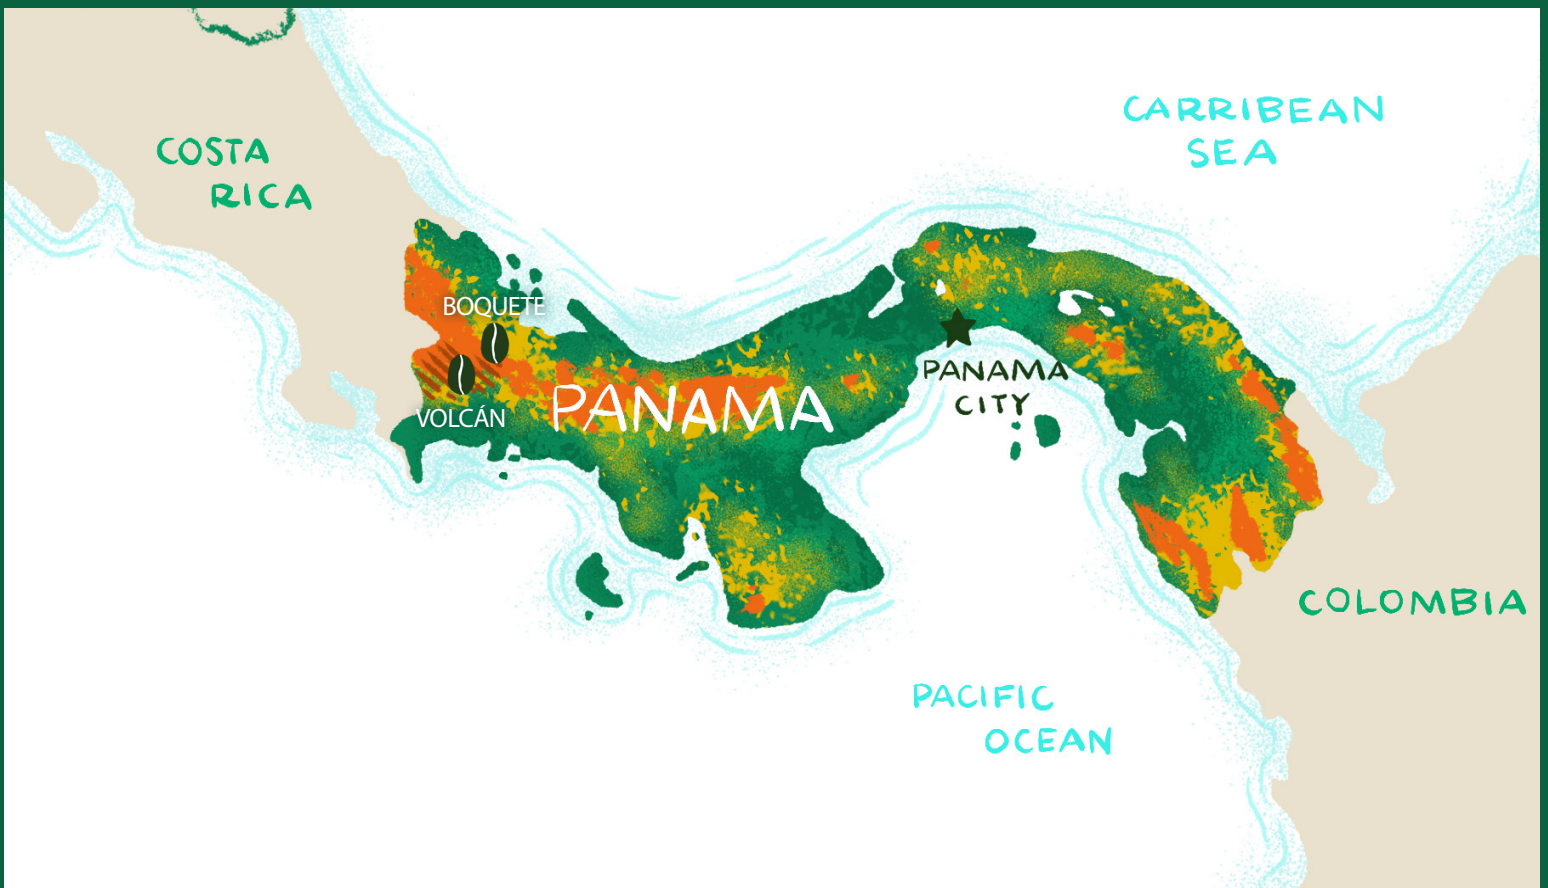 CARRIBEAN
SEA
COSTA
RICA
BOQUETE
PANAMA
CITY
VOLCÁN
PANAMA
COLOMBIA
PACIFIC
OCEAN